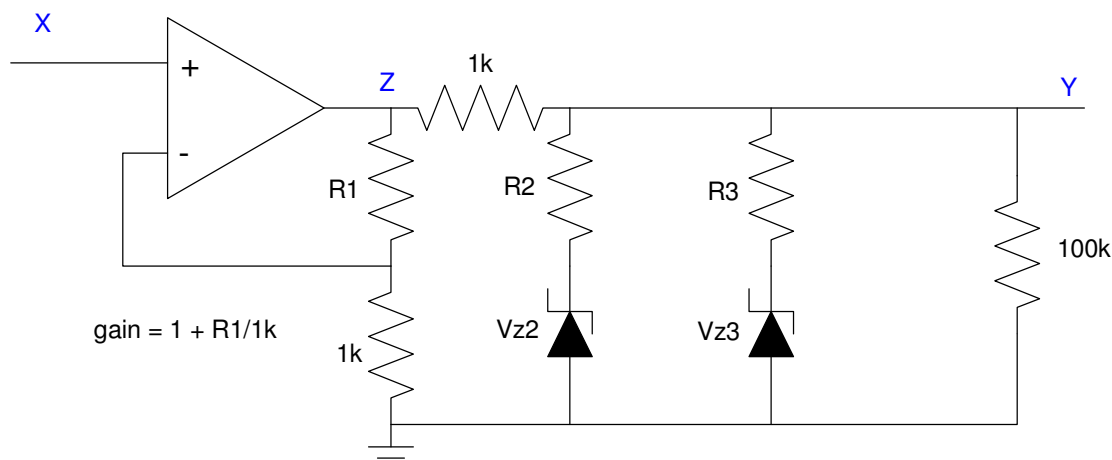 X
+
-
Z
1k
Y
R1
R2
R3
100k
gain = 1 + R1/1k
1k
Vz2
Vz3